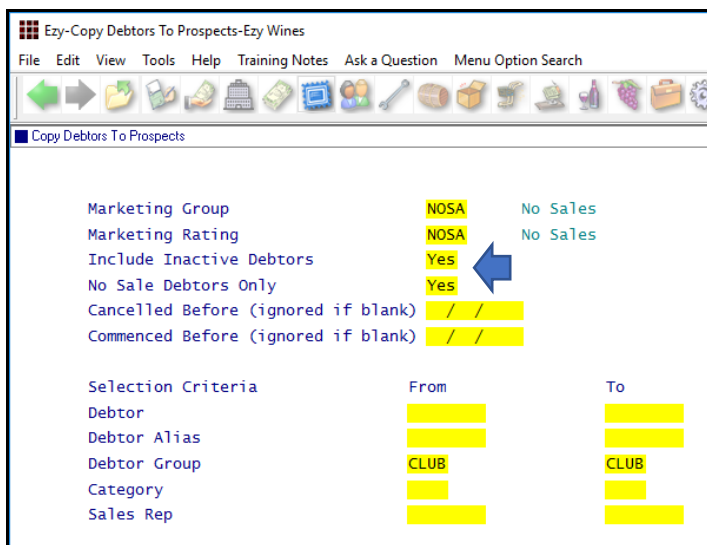 Ezy-Copy Debtors To Prospects-Ezy Wines
File Edit View Tools Help Training Notes Ask a Question Menu Option Search
Copy Debtors To Prospects
Marketing Group NOSA No Sales
Marketing Rating NOSA No Sales
Include Inactive Debtors Yes
No Sale Debtors Only Yes
Cancelled Before (ignored if blank) / /
Commenced Before (ignored if blank) / /
Selection Criteria From To
Debtor
Debtor Alias
Debtor Group CLUB CLUB
Category
Sales Rep